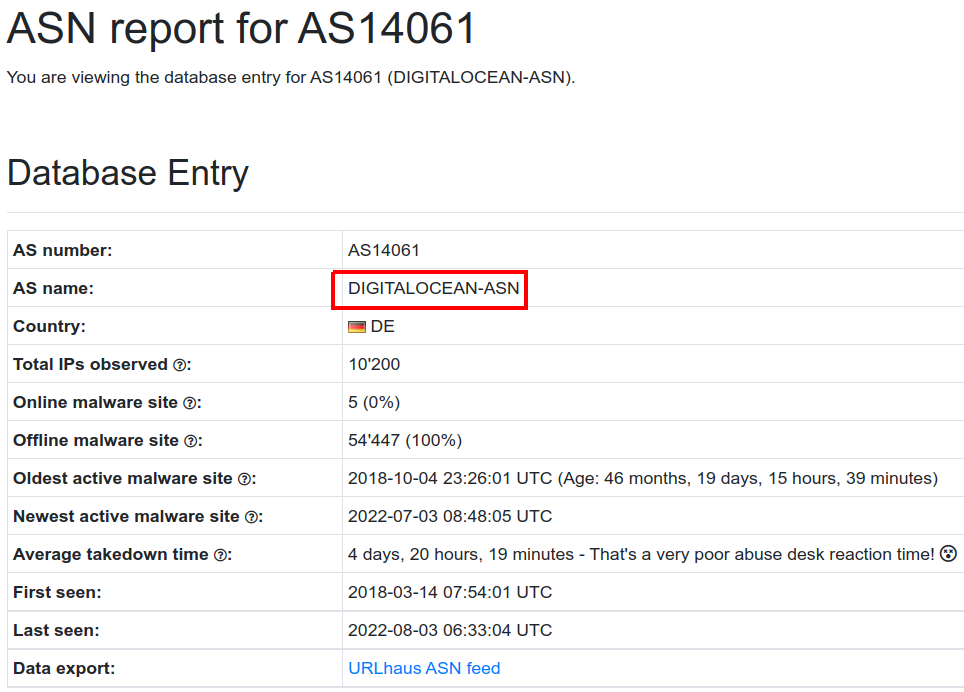 ASN report for AS14061
You are viewing the database entry for AS14061 (DIGITALOCEAN-ASN).
Database Entry
AS number: AS14061
AS name: DIGITALOCEAN-ASN
Country: DE
Total IPs observed ?: 10'200
Online malware site ?: 5 (0%)
Offline malware site ?: 54'447 (100%)
Oldest active malware site ?: 2018-10-04 23:26:01 UTC (Age: 46 months, 19 days, 15 hours, 39 minutes)
Newest active malware site ?: 2022-07-03 08:48:05 UTC
Average takedown time ?: 4 days, 20 hours, 19 minutes - That's a very poor abuse desk reaction time! 😵
First seen: 2018-03-14 07:54:01 UTC
Last seen: 2022-08-03 06:33:04 UTC
Data export: URLhaus ASN feed